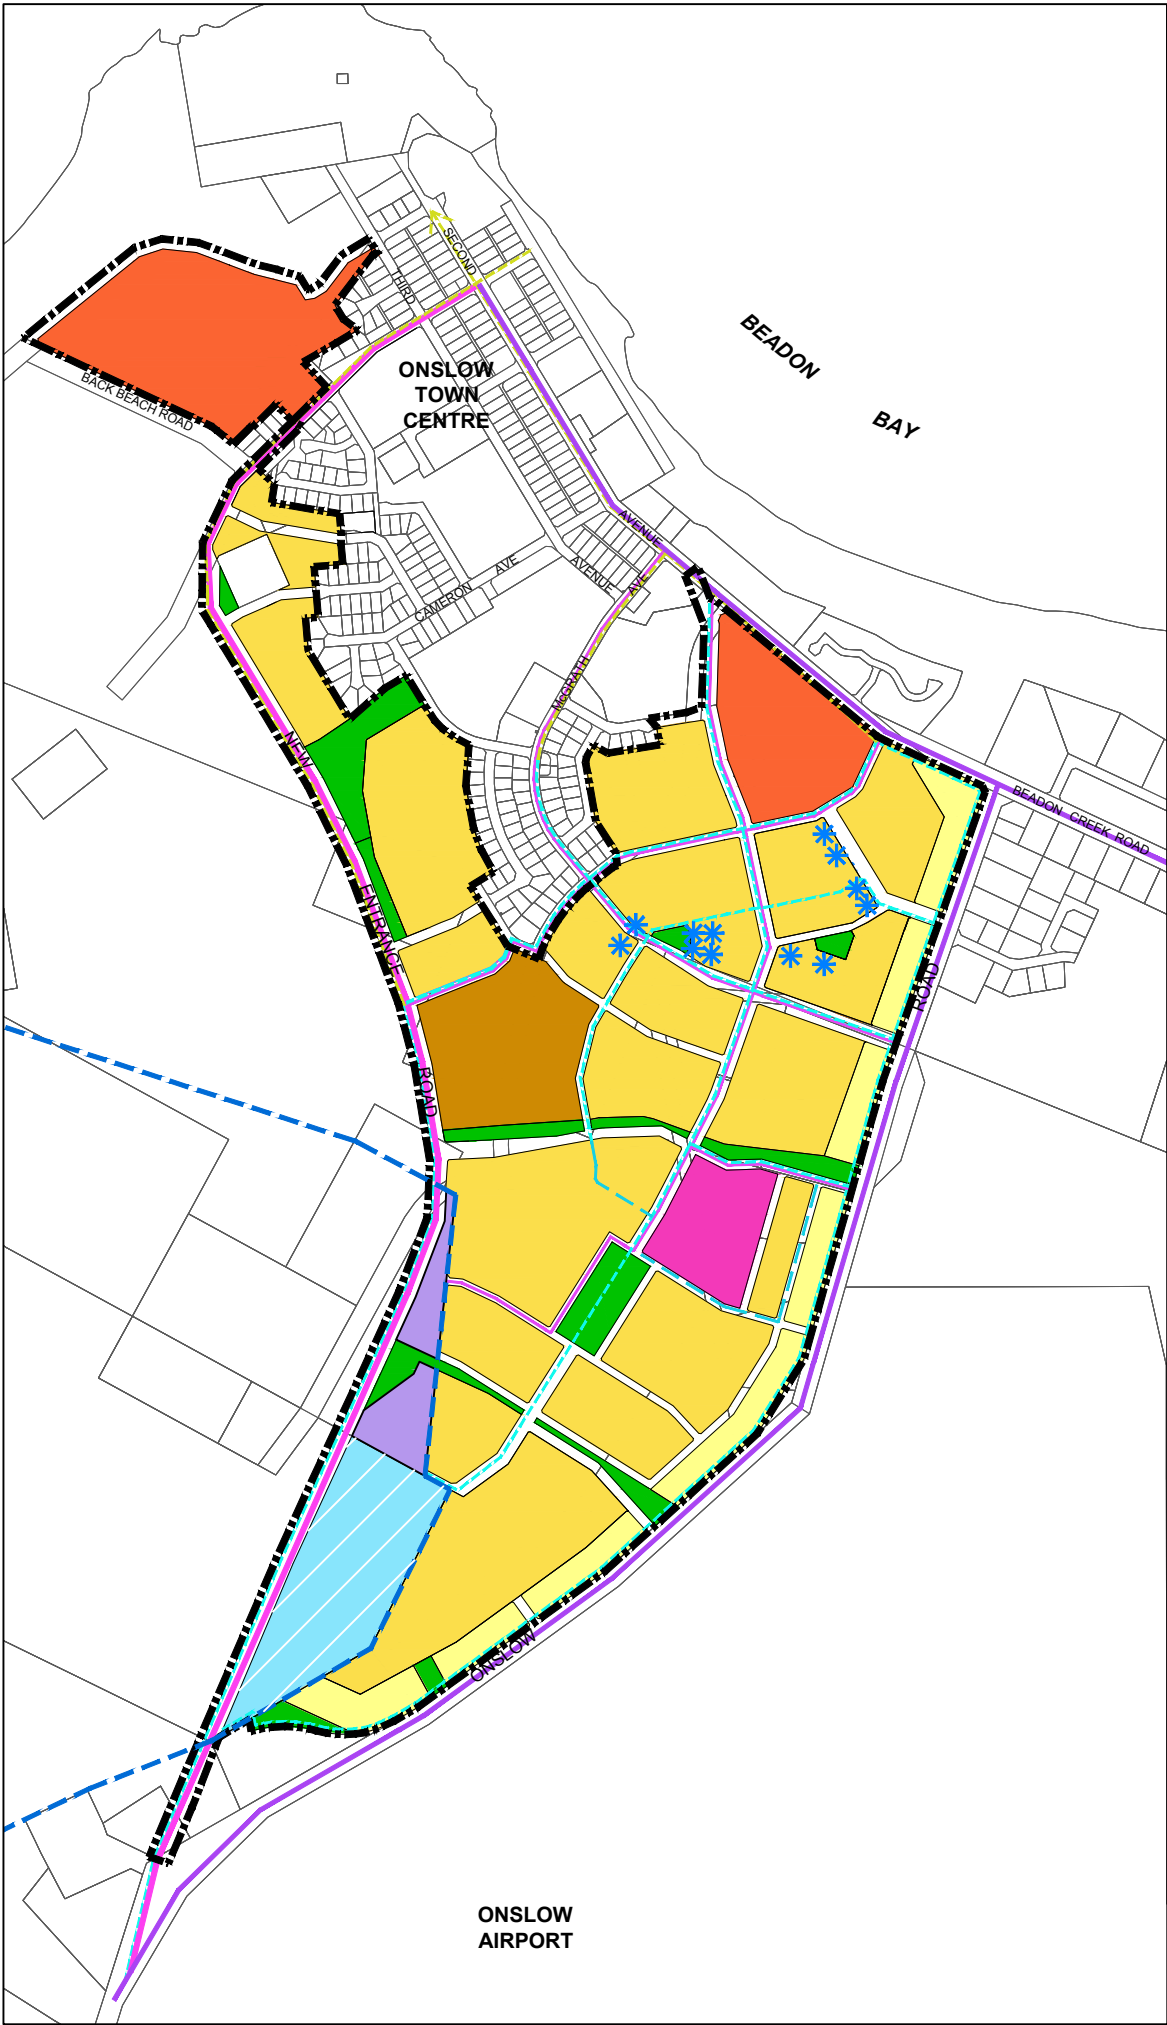 SECOND
THIRD
BEADON
BAY
ONSLOW
TOWN
CENTRE
BACK BEACH ROAD
AVENUE
AVENUE
CAMERON AVE
AVE
McGRATH
NEW
BEADON CREEK ROAD
ENTRANCE
ROAD
ROAD
ONSLOW
ONSLOW
AIRPORT